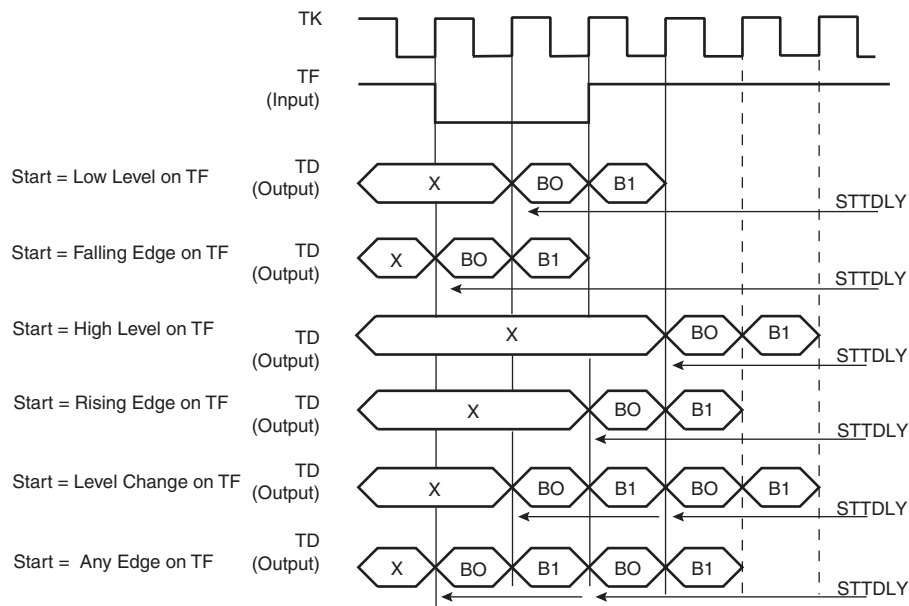 TK
TF
(Input)
Start = Low Level on TF
TD
(Output)
X
BO
B1
STTDLY
Start = Falling Edge on TF
TD
(Output)
X
BO
B1
STTDLY
Start = High Level on TF
TD
(Output)
X
BO
B1
STTDLY
Start = Rising Edge on TF
TD
(Output)
X
BO
B1
STTDLY
Start = Level Change on TF
TD
(Output)
X
BO
B1
BO
B1
STTDLY
Start = Any Edge on TF
TD
(Output)
X
BO
B1
BO
B1
STTDLY